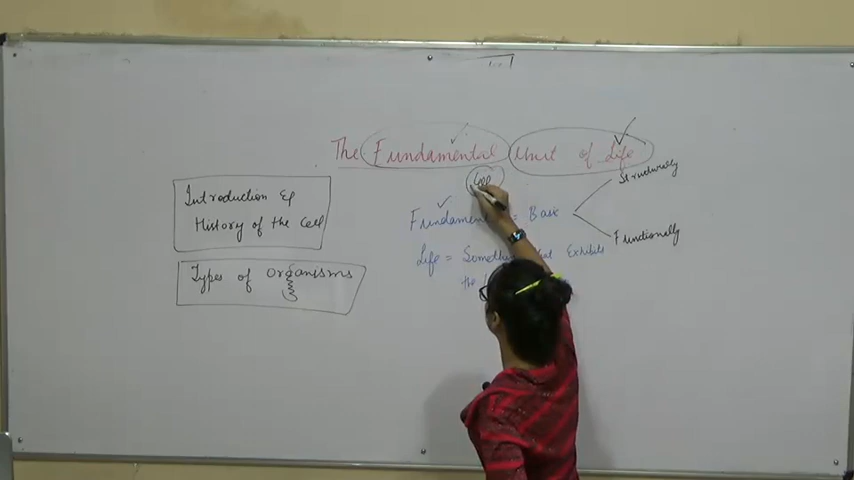 The Fundamental Unit of Life
Cell
Introduction &
History of the Cell
Types of Organisms
Fundamental = Basic
Structurally
Functionally
Life = Something that Exhibits
the